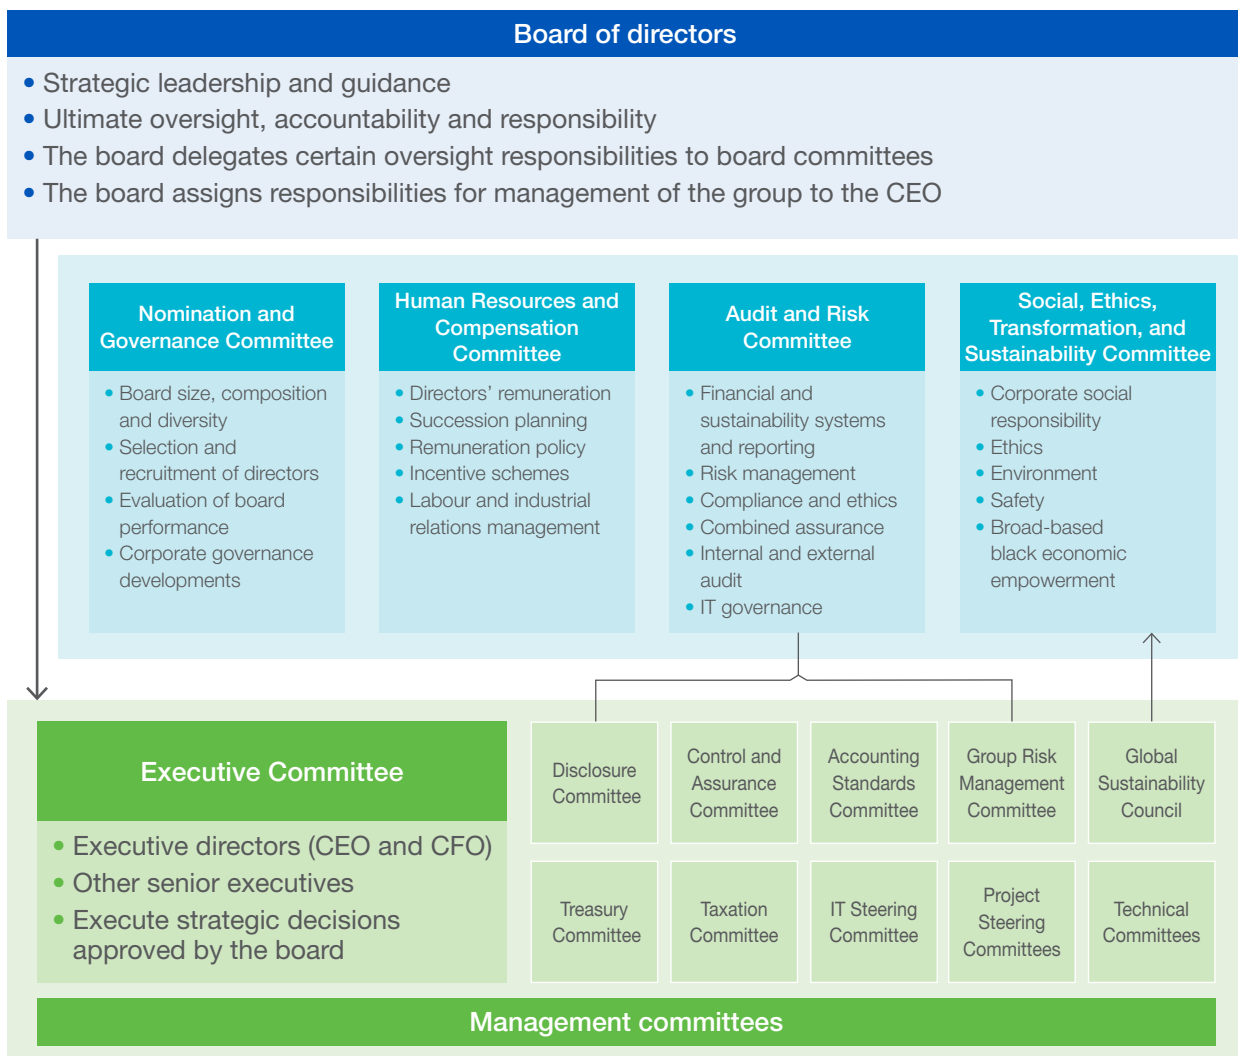 Board of directors
• Strategic leadership and guidance
• Ultimate oversight, accountability and responsibility
• The board delegates certain oversight responsibilities to board committees
• The board assigns responsibilities for management of the group to the CEO
Nomination and
Governance Committee
• Board size, composition
and diversity
• Selection and
recruitment of directors
• Evaluation of board
performance
• Corporate governance
developments
Human Resources and
Compensation
Committee
• Directors’ remuneration
• Succession planning
• Remuneration policy
• Incentive schemes
• Labour and industrial
relations management
Audit and Risk
Committee
• Financial and
sustainability systems
and reporting
• Risk management
• Compliance and ethics
• Combined assurance
• Internal and external
audit
• IT governance
Social, Ethics,
Transformation, and
Sustainability Committee
• Corporate social
responsibility
• Ethics
• Environment
• Safety
• Broad-based
black economic
empowerment
Executive Committee
• Executive directors (CEO and CFO)
• Other senior executives
• Execute strategic decisions
approved by the board
Disclosure
Committee
Control and
Assurance
Committee
Accounting
Standards
Committee
Group Risk
Management
Committee
Global
Sustainability
Council
Treasury
Committee
Taxation
Committee
IT Steering
Committee
Project
Steering
Committees
Technical
Committees
Management committees